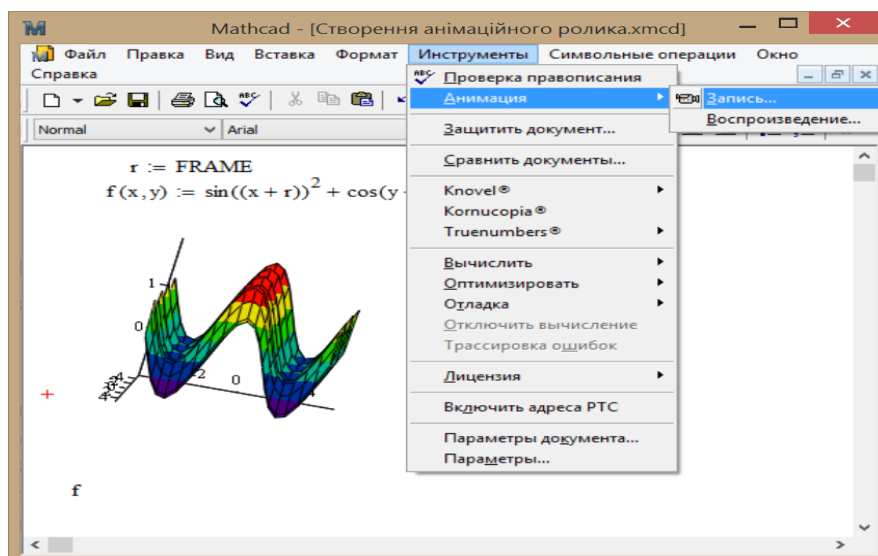 Mathcad - [Створення анімаційного ролика.xmcd]
Файл Правка Вид Вставка Формат Инструменты Символьные операции Окно
Справка
Normal Arial
Проверка правописания
Анимация
Запись...
Воспроизведение...
Защитить документ...
Сравнить документы...
Knovel®
Kornucopia®
Truenumbers®
Вычислить
Оптимизировать
Отладка
Отключить вычисление
Трассировка ошибок
Лицензия
Включить адреса PTC
Параметры документа...
Параметры...
r := FRAME
f(x,y) := sin((x + r))² + cos(y
1
0
-2 0
f